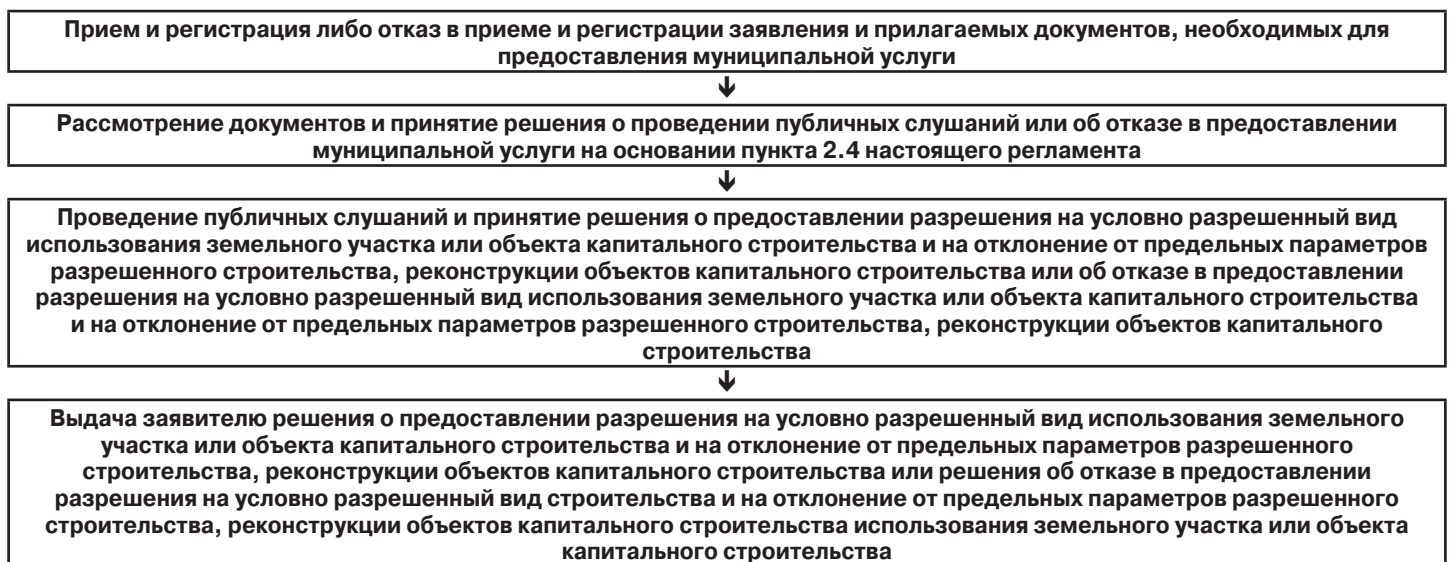 Прием и регистрация либо отказ в приеме и регистрации заявления и прилагаемых документов, необходимых для
предоставления муниципальной услуги
Рассмотрение документов и принятие решения о проведении публичных слушаний или об отказе в предоставлении
муниципальной услуги на основании пункта 2.4 настоящего регламента
Проведение публичных слушаний и принятие решения о предоставлении разрешения на условно разрешенный вид
использования земельного участка или объекта капитального строительства и на отклонение от предельных параметров
разрешенного строительства, реконструкции объектов капитального строительства или об отказе в предоставлении
разрешения на условно разрешенный вид использования земельного участка или объекта капитального строительства
и на отклонение от предельных параметров разрешенного строительства, реконструкции объектов капитального
строительства
Выдача заявителю решения о предоставлении разрешения на условно разрешенный вид использования земельного
участка или объекта капитального строительства и на отклонение от предельных параметров разрешенного
строительства, реконструкции объектов капитального строительства или решения об отказе в предоставлении
разрешения на условно разрешенный вид строительства и на отклонение от предельных параметров разрешенного
строительства, реконструкции объектов капитального строительства использования земельного участка или объекта
капитального строительства